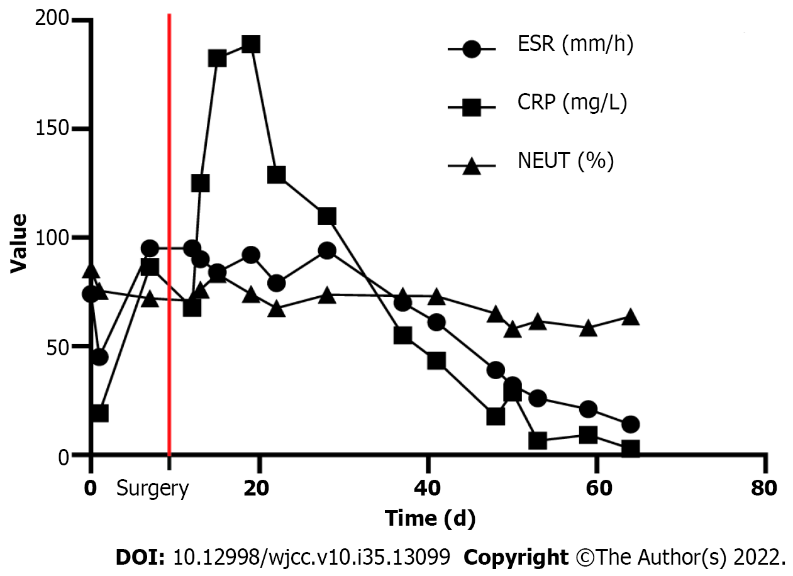 200
150
100
50
0
0 Surgery 20 40 60 80
Value
Time (d)
ESR (mm/h)
CRP (mg/L)
NEUT (%)
DOI: 10.12998/wjcc.v10.i35.13099 Copyright ©The Author(s) 2022.